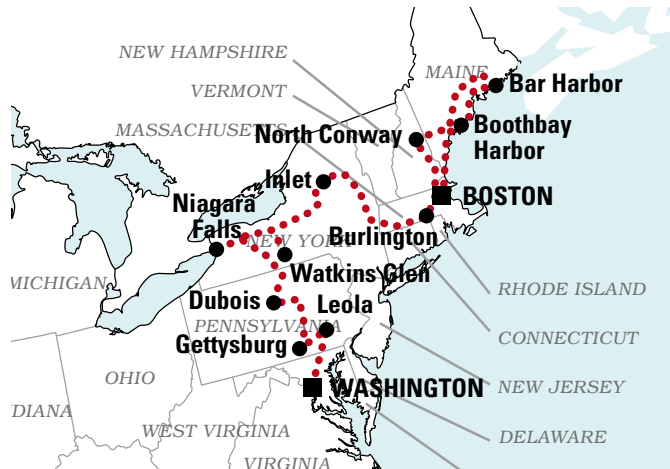 NEW HAMPSHIRE
MAINE
Bar Harbor
VERMONT
MASSACHUSETTS
North Conway
Boothbay
Harbor
Inlet
BOSTON
Niagara
Falls
Burlington
NEW YORK
Watkins Glen
MICHIGAN
RHODE ISLAND
Dubois
Leola
PENNSYLVANIA
CONNECTICUT
Gettysburg
OHIO
WASHINGTON
NEW JERSEY
DIANA
WEST VIRGINIA
DELAWARE
VIRGINIA